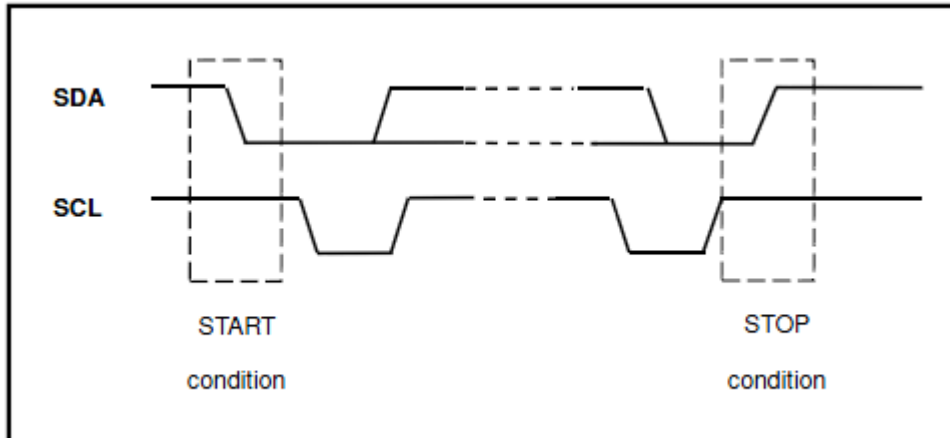 SDA
SCL
START
condition
STOP
condition